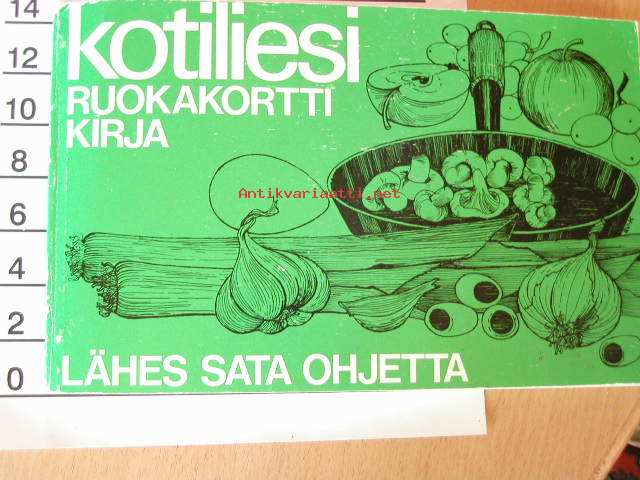 kotiliesi
RUOKAKORTTI
KIRJA
Antikvariaatti.net
LÄHES SATA OHJETTA
14
12
10
8
6
4
2
0